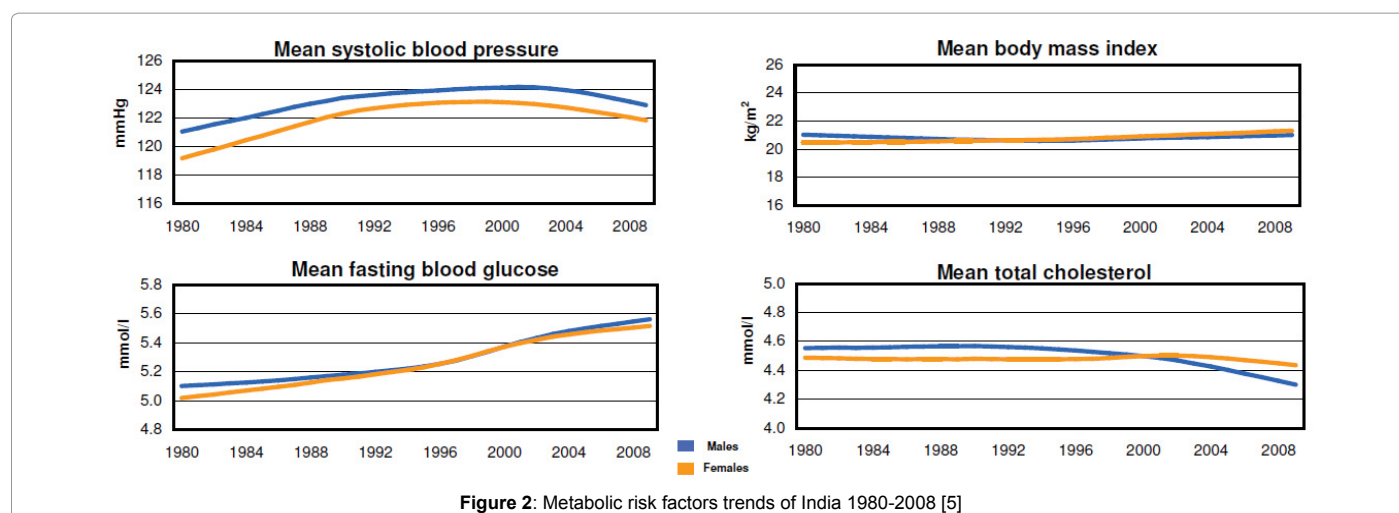 Mean systolic blood pressure
126
124
122
120
118
116
mmHg
1980 1984 1988 1992 1996 2000 2004 2008
Mean body mass index
26
24
22
20
18
16
kg/m²
1980 1984 1988 1992 1996 2000 2004 2008
Mean fasting blood glucose
5.8
5.6
5.4
5.2
5.0
4.8
mmol/l
1980 1984 1988 1992 1996 2000 2004 2008
Mean total cholesterol
5.0
4.8
4.6
4.4
4.2
4.0
mmol/l
1980 1984 1988 1992 1996 2000 2004 2008
Males
Females
Figure 2: Metabolic risk factors trends of India 1980-2008 [5]